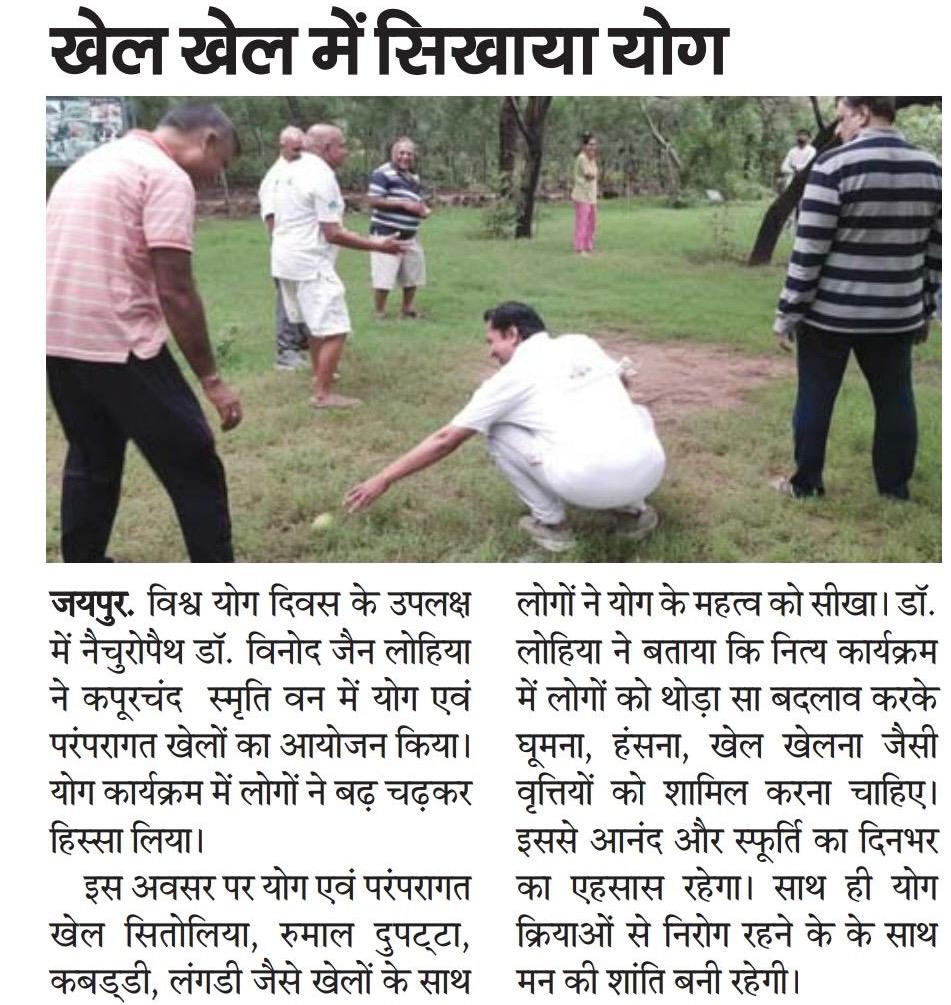 खेल खेल में सिखाया योग
जयपुर. विश्व योग दिवस के उपलक्ष
में नैचुरोपैथ डॉ. विनोद जैन लोहिया
ने कपूरचंद स्मृति वन में योग एवं
परंपरागत खेलों का आयोजन किया।
योग कार्यक्रम में लोगों ने बढ़ चढ़कर
हिस्सा लिया।
इस अवसर पर योग एवं परंपरागत
खेल सितोलिया, रुमाल दुपट्टा,
कबड्डी, लंगडी जैसे खेलों के साथ
लोगों ने योग के महत्व को सीखा। डॉ.
लोहिया ने बताया कि नित्य कार्यक्रम
में लोगों को थोड़ा सा बदलाव करके
घूमना, हंसना, खेल खेलना जैसी
वृत्तियों को शामिल करना चाहिए।
इससे आनंद और स्फूर्ति का दिनभर
का एहसास रहेगा। साथ ही योग
क्रियाओं से निरोग रहने के के साथ
मन की शांति बनी रहेगी।